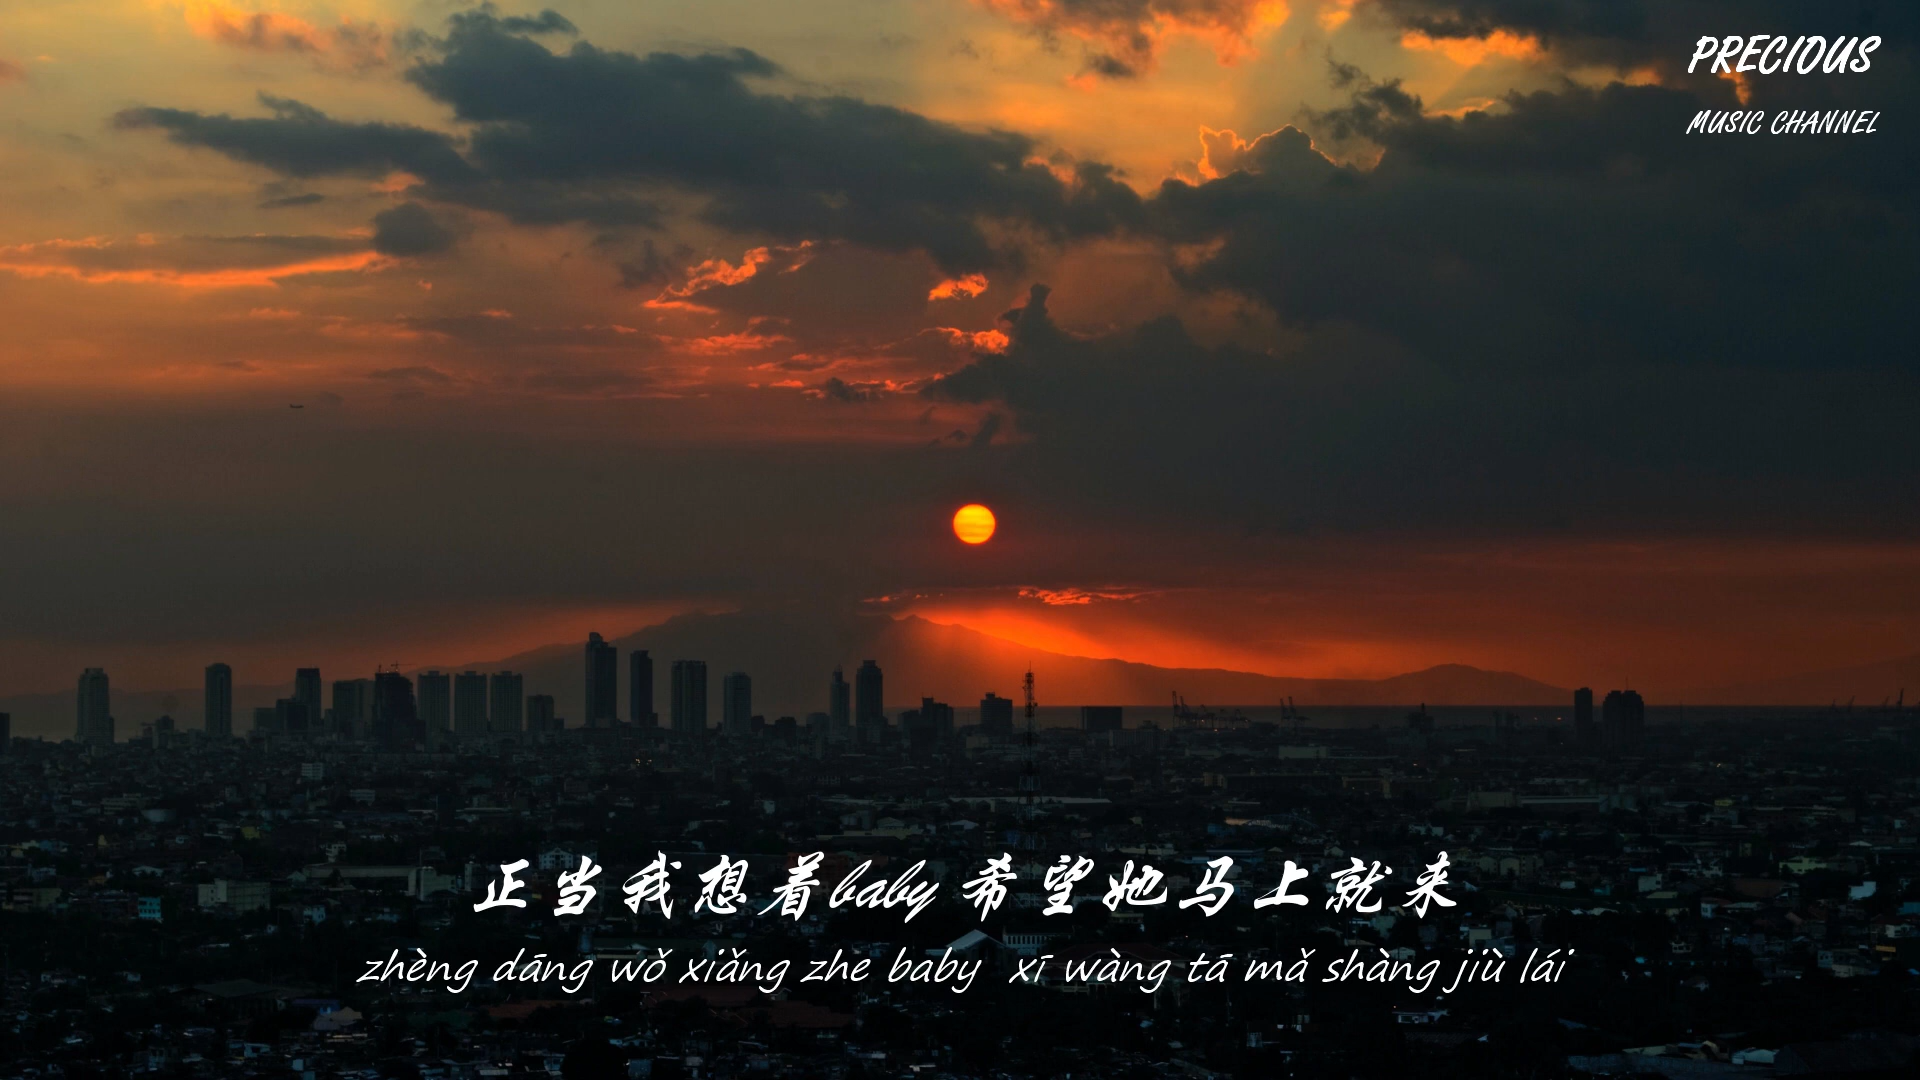 PRECIOUS
MUSIC CHANNEL
正当我想着baby 希望她马上就来
zhèng dāng wǒ xiǎng zhe baby  xī wàng tā mǎ shàng jiù lái